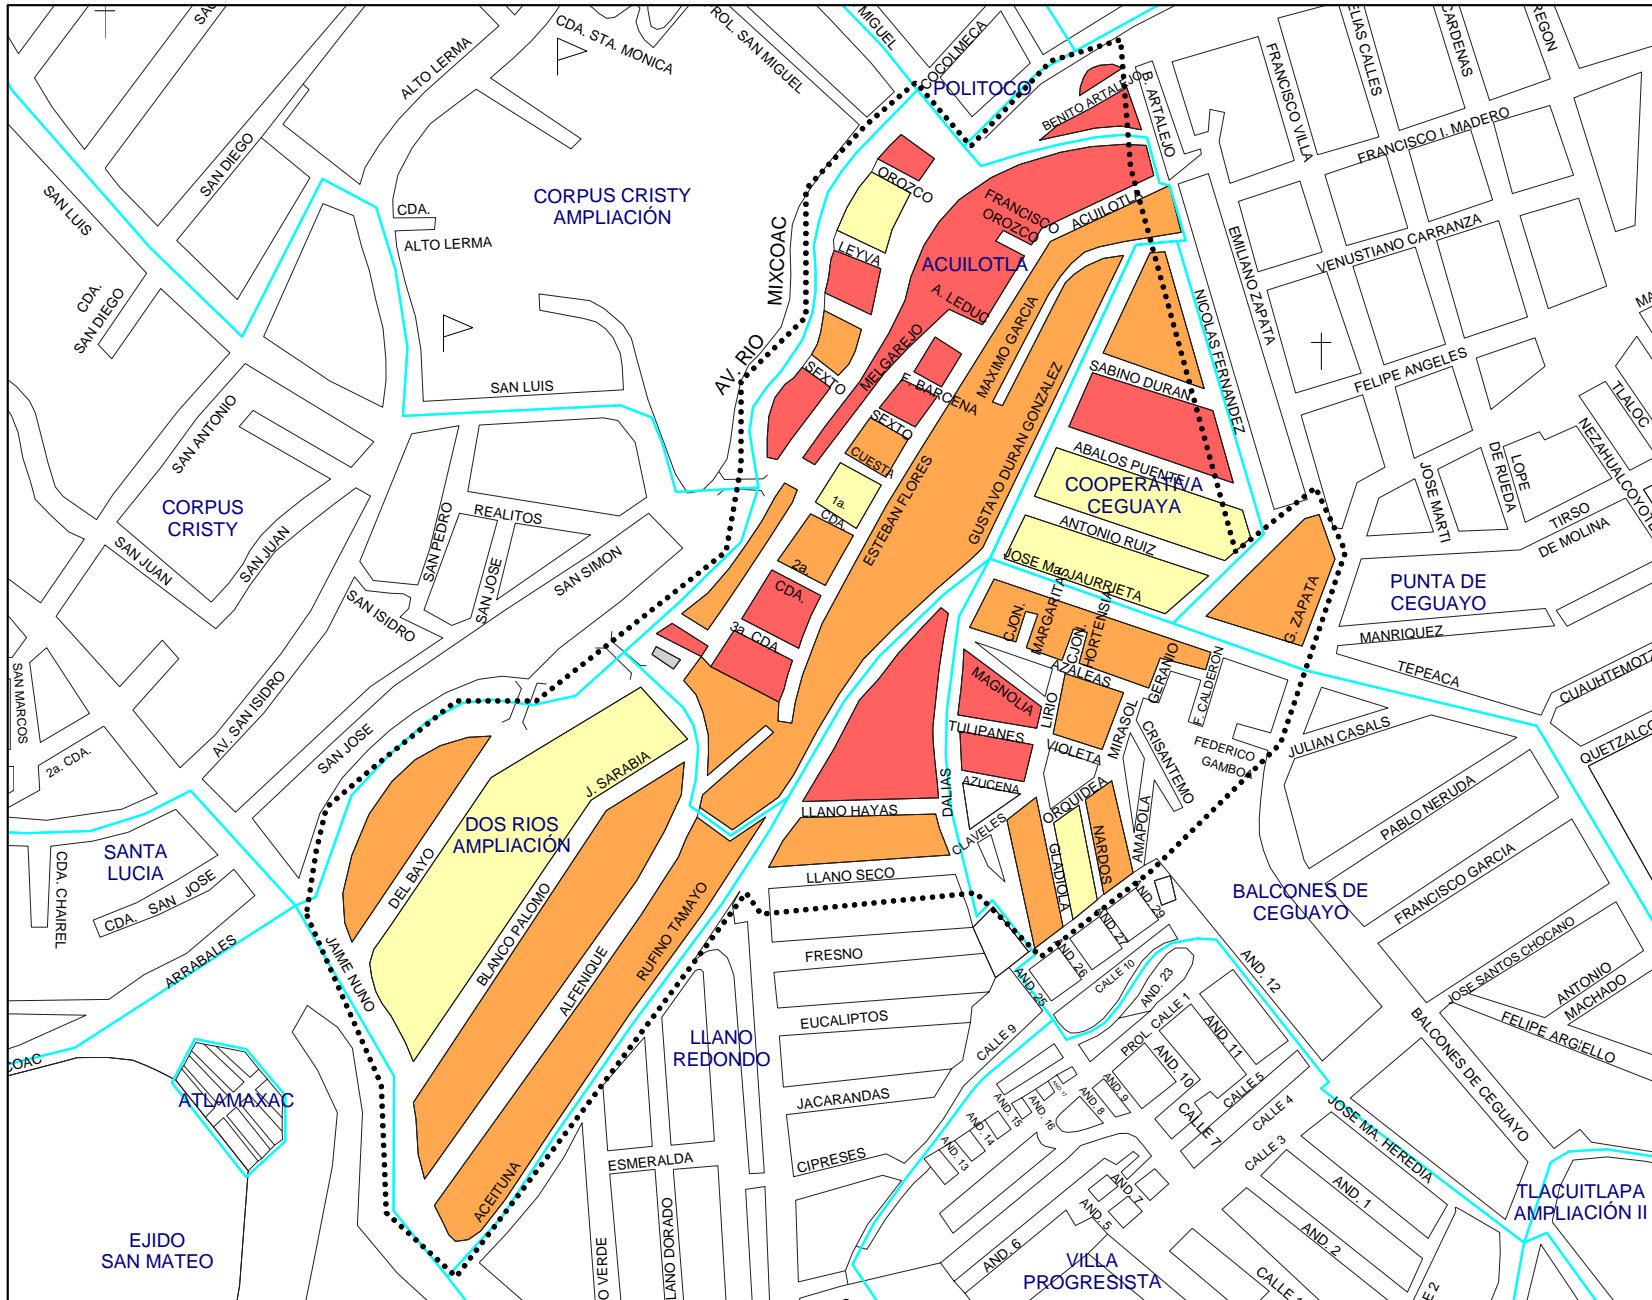 MIGUEL
COCOLMECA
POLITOCO
CDA. STA. MONICA
PROL. SAN MIGUEL
ALTO LERMA
SAN DIEGO
SAN LUIS
CDA.
SAN DIEGO
CDA.
ALTO LERMA
CORPUS CRISTY
AMPLIACIÓN
MIXCOAC
AV. RIO
SAN LUIS
BENITO ARTALEJO
B. ARTALEJO
FRANCISCO VILLA
ELIAS CALLES
CARDENAS
FRANCISCO I. MADERO
VENUSTIANO CARRANZA
EMILIANO ZAPATA
NICOLAS FERNANDEZ
FELIPE ANGELES
TLALOC
NEZAHUALCOYOTL
LOPE
DE RUEDA
JOSE MARTI
TIRSO
DE MOLINA
OROZCO
LEYVA
SEXTO
FRANCISCO
OROZCO
ACUILOTLA
ACUILOTLA
A. LEDUC
MELGAREJO
F. BARCENA
SEXTO
CUESTA
1a.
CDA
2a.
CDA.
3a. CDA
MAXIMO GARCIA
ESTEBAN FLORES
GUSTAVO DURAN GONZALEZ
SABINO DURAN
ABALOS PUENTE
COOPERATIVA
CEGUAYA
ANTONIO RUIZ
JOSE Ma. JAURRIETA
G. ZAPATA
PUNTA DE
CEGUAYO
MANRIQUEZ
TEPEACA
CUAUHTEMOTZ
QUETZALCO
SAN ANTONIO
CORPUS
CRISTY
SAN JUAN
SAN JUAN
SAN PEDRO
REALITOS
SAN JOSE
SAN SIMON
SAN ISIDRO
AV. SAN ISIDRO
SAN MARCOS
2a. CDA.
SAN JOSE
SANTA
LUCIA
CDA. CHAIREL
CDA. SAN JOSE
ARRABALES
JAIME NUNO
DEL BAYO
DOS RIOS
AMPLIACIÓN
J. SARABIA
BLANCO PALOMO
ALFENIQUE
RUFINO TAMAYO
ACEITUNA
CJON.
MARGARITAS
CJON.
HORTENSIA
AZALEAS
GERANIO
F. CALDERON
MAGNOLIA
LIRIO
TULIPANES
VIOLETA
MIRASOL
CRISANTEMO
FEDERICO
GAMBOA
JULIAN CASALS
AZUCENA
DALIAS
LLANO HAYAS
CLAVELES
ORQUIDEA
GLADIOLA
NARDOS
AMAPOLA
LLANO SECO
FRESNO
EUCALIPTOS
JACARANDAS
CIPRESES
LLANO
REDONDO
ESMERALDA
PABLO NERUDA
FRANCISCO GARCIA
BALCONES DE
CEGUAYO
JOSE SANTOS CHOCANO
ANTONIO
MACHADO
FELIPE ARGIELLO
BALCONES DE CEGUAYO
AND. 29
AND. 27
AND. 26
AND. 25
CALLE 10
AND. 23
AND. 12
CALLE 9
PROL. CALLE 1
AND. 11
AND. 10
AND. 9
AND. 8
AND. 16
AND. 15
AND. 14
AND. 13
CALLE 5
CALLE 7
CALLE 4
CALLE 3
JOSE MA. HEREDIA
AND. 7
AND. 5
AND. 6
AND. 1
AND. 2
VILLA
PROGRESISTA
TLACUITLAPA
AMPLIACIÓN II
COAC
ATLAMAXAC
EJIDO
SAN MATEO
O VERDE
LANO DORADO